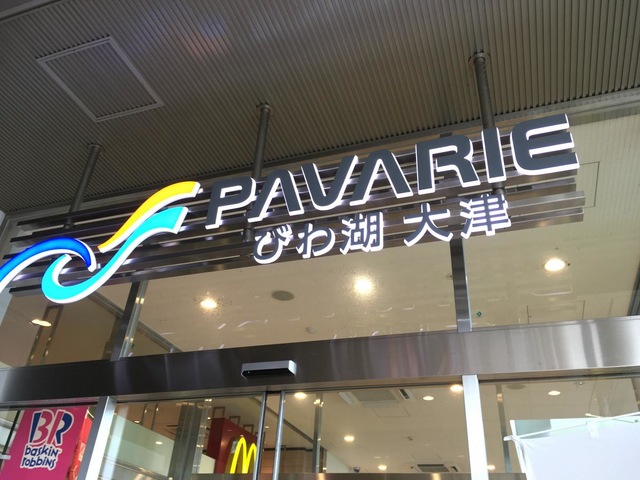 PAVARIE
びわ湖 大津
BR
baskin
robbins